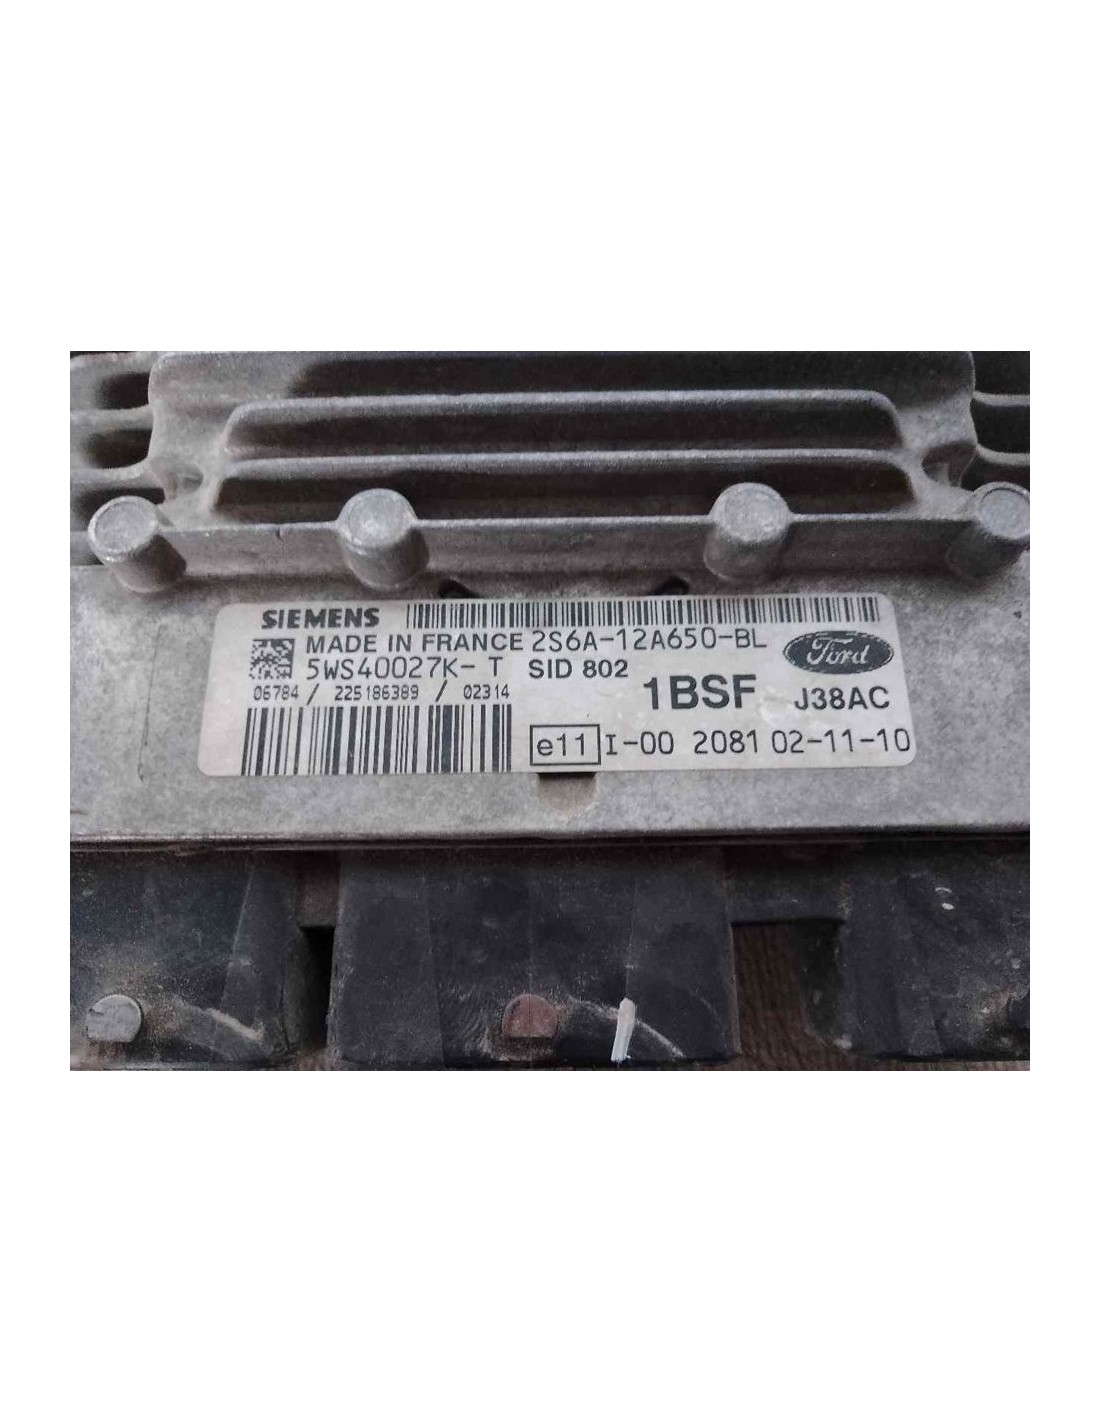 SIEMENS
MADE IN FRANCE 2S6A-12A650-BL
5WS40027K-T SID 802
Ford
06784 / 225186389 / 02314
1BSF J38AC
e11 I-00 2081 02-11-10